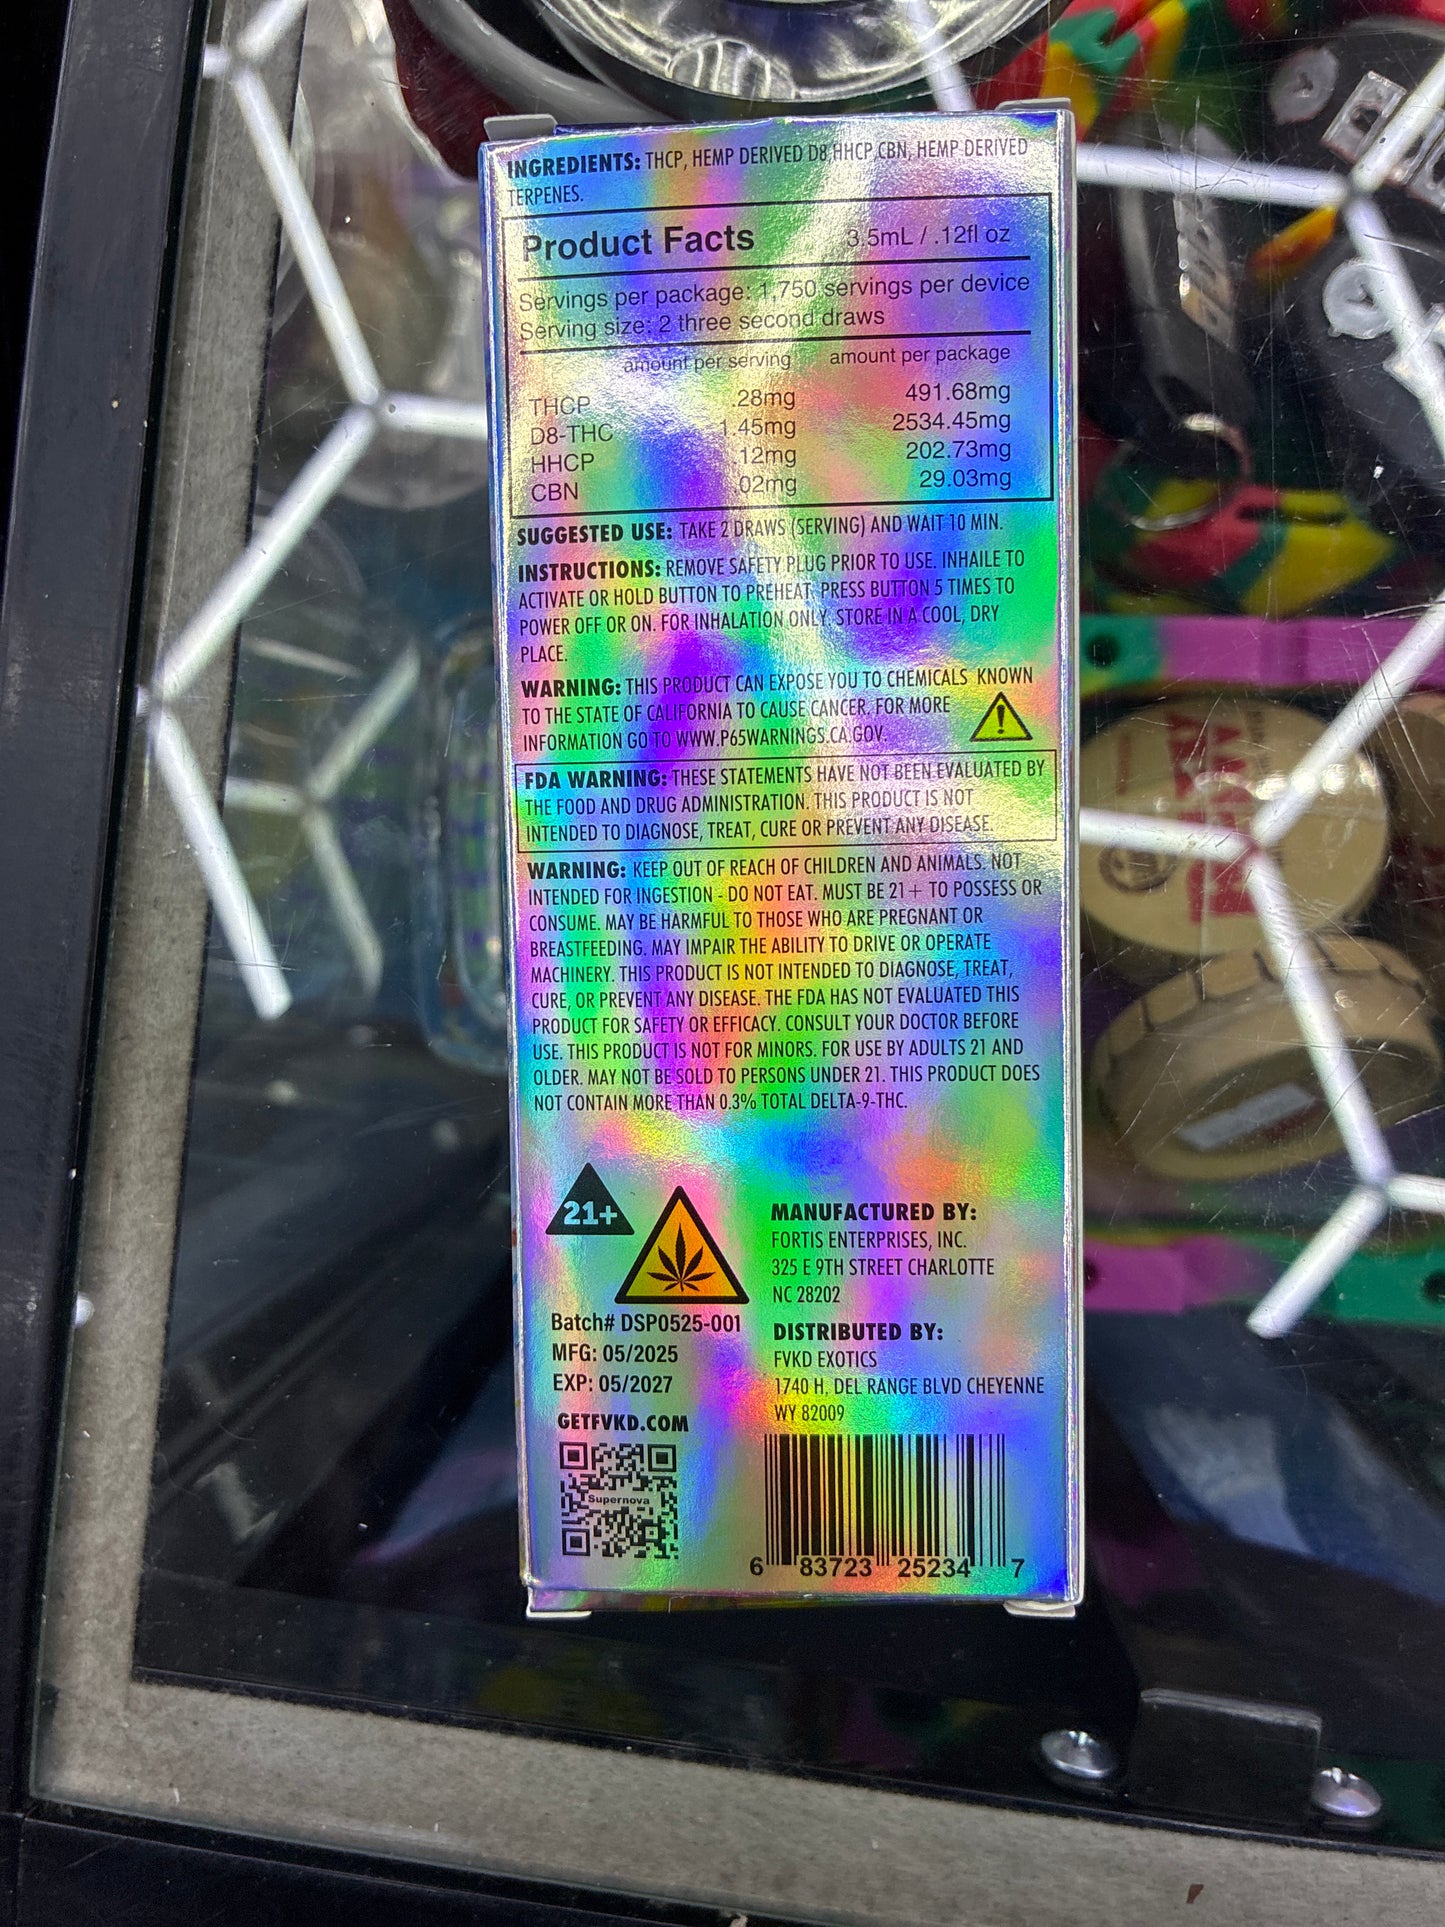 INGREDIENTS: THCP, HEMP DERIVED D8,HHCP,CBN, HEMP DERIVED
TERPENES.
Product Facts 3.5mL / .12fl oz
Servings per package: 1,750 servings per device
Serving size: 2 three second draws
amount per serving amount per package
THCP .28mg 491.68mg
D8-THC 1.45mg 2534.45mg
HHCP .12mg 202.73mg
CBN .02mg 29.03mg
SUGGESTED USE: TAKE 2 DRAWS (SERVING) AND WAIT 10 MIN.
INSTRUCTIONS: REMOVE SAFETY PLUG PRIOR TO USE. INHAILE TO
ACTIVATE OR HOLD BUTTON TO PREHEAT. PRESS BUTTON 5 TIMES TO
POWER OFF OR ON. FOR INHALATION ONLY. STORE IN A COOL, DRY
PLACE.
WARNING: THIS PRODUCT CAN EXPOSE YOU TO CHEMICALS KNOWN
TO THE STATE OF CALIFORNIA TO CAUSE CANCER. FOR MORE
INFORMATION GO TO WWW.P65WARNINGS.CA.GOV.
FDA WARNING: THESE STATEMENTS HAVE NOT BEEN EVALUATED BY
THE FOOD AND DRUG ADMINISTRATION. THIS PRODUCT IS NOT
INTENDED TO DIAGNOSE, TREAT, CURE OR PREVENT ANY DISEASE.
WARNING: KEEP OUT OF REACH OF CHILDREN AND ANIMALS. NOT
INTENDED FOR INGESTION - DO NOT EAT. MUST BE 21+ TO POSSESS OR
CONSUME. MAY BE HARMFUL TO THOSE WHO ARE PREGNANT OR
BREASTFEEDING. MAY IMPAIR THE ABILITY TO DRIVE OR OPERATE
MACHINERY. THIS PRODUCT IS NOT INTENDED TO DIAGNOSE, TREAT,
CURE, OR PREVENT ANY DISEASE. THE FDA HAS NOT EVALUATED THIS
PRODUCT FOR SAFETY OR EFFICACY. CONSULT YOUR DOCTOR BEFORE
USE. THIS PRODUCT IS NOT FOR MINORS. FOR USE BY ADULTS 21 AND
OLDER. MAY NOT BE SOLD TO PERSONS UNDER 21. THIS PRODUCT DOES
NOT CONTAIN MORE THAN 0.3% TOTAL DELTA-9-THC.
21+
Batch# DSP0525-001
MFG: 05/2025
EXP: 05/2027
GETFVKD.COM
Supernova
MANUFACTURED BY:
FORTIS ENTERPRISES, INC.
325 E 9TH STREET CHARLOTTE
NC 28202
DISTRIBUTED BY:
FVKD EXOTICS
1740 H, DEL RANGE BLVD CHEYENNE
WY 82009
6 83723 25234 7